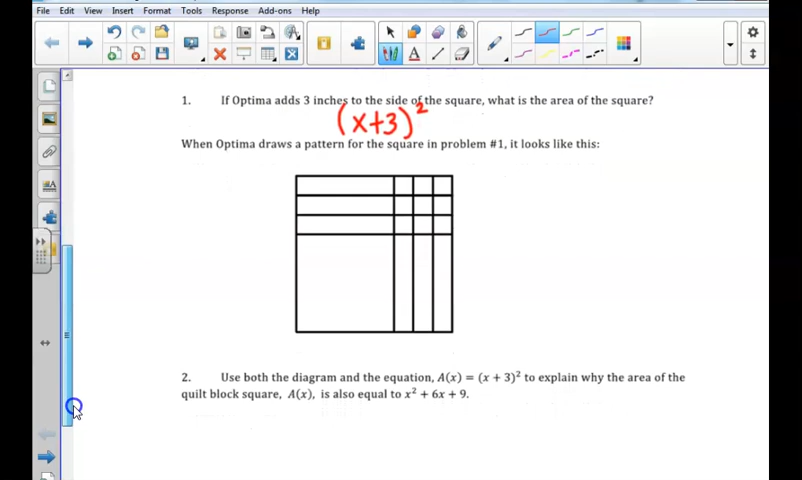 File Edit View Insert Format Tools Response Add-ons Help
1. If Optima adds 3 inches to the side of the square, what is the area of the square?
(x+3)²
When Optima draws a pattern for the square in problem #1, it looks like this:
2. Use both the diagram and the equation, A(x) = (x + 3)² to explain why the area of the
quilt block square, A(x), is also equal to x² + 6x + 9.